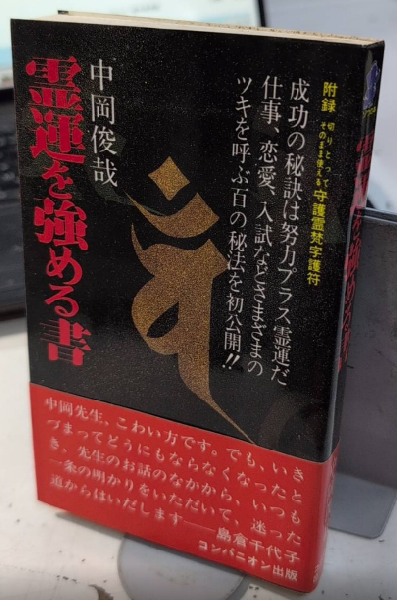 附録 切りとって そのまま使える 守護霊梵字護符
成功の秘訣は努力プラス霊運だ
仕事、恋愛、入試などさまざまの
ツキを呼ぶ百の秘法を初公開!!
中岡俊哉
霊運を強める書
中岡先生、こわい方です。でも、いき
づまってどうにもならなくなったと
き、先生のお話のなかから、いつも
一条の明かりをいただいて、迷った
道からはいだします――島倉千代子
コンパニオン出版